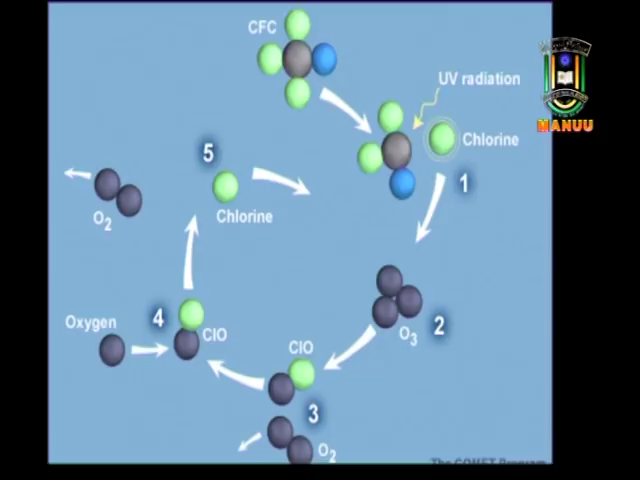 CFC
UV radiation
Chlorine
1
5
Chlorine
O2
O3
2
Oxygen
4
ClO
ClO
3
O2
The COMET Program
MANUU